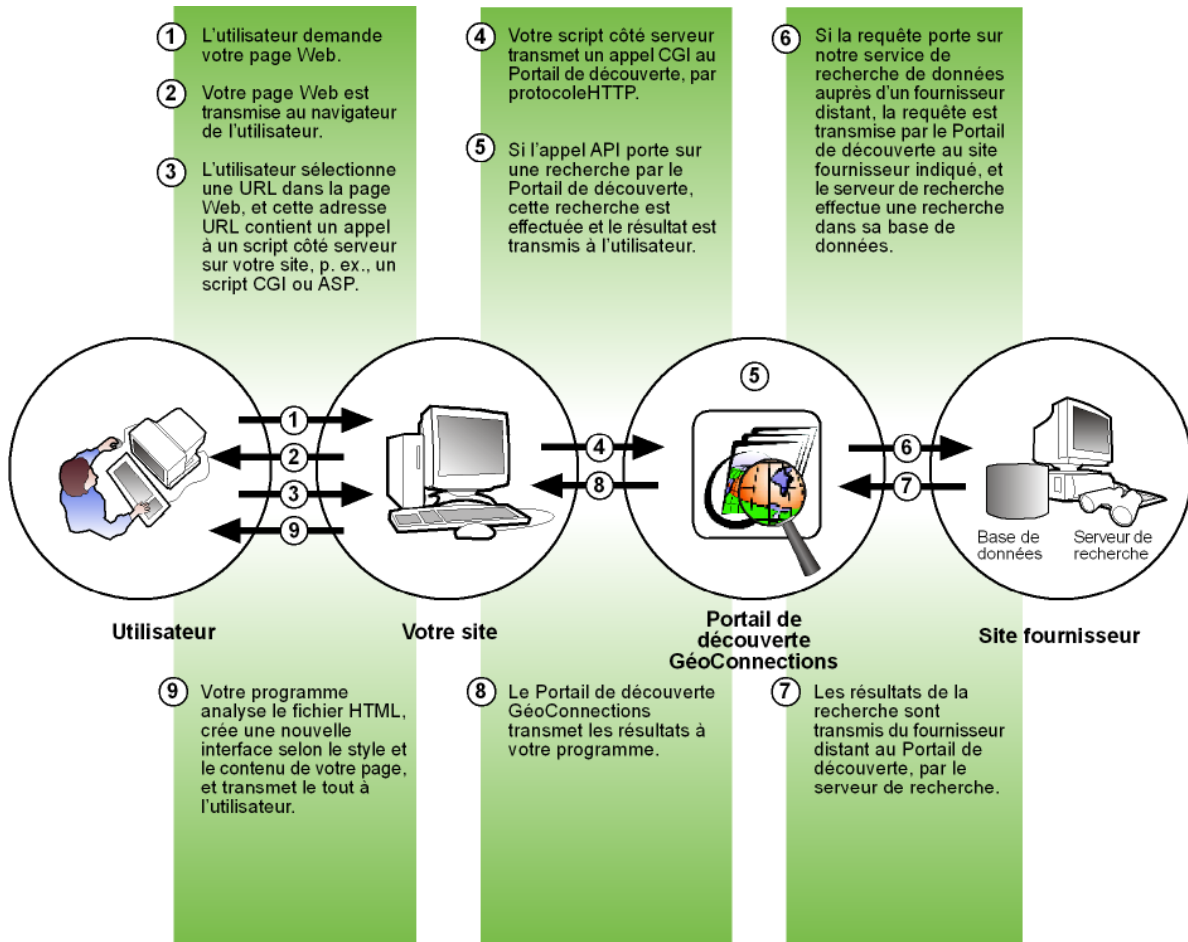 1 L'utilisateur demande
votre page Web.
2 Votre page Web est
transmise au navigateur
de l'utilisateur.
3 L'utilisateur sélectionne
une URL dans la page
Web, et cette adresse
URL contient un appel
à un script côté serveur
sur votre site, p. ex., un
script CGI ou ASP.
4 Votre script côté serveur
transmet un appel CGI au
Portail de découverte, par
protocoleHTTP.
5 Si l'appel API porte sur
une recherche par le
Portail de découverte,
cette recherche est
effectuée et le résultat est
transmis à l'utilisateur.
6 Si la requête porte sur
notre service de
recherche de données
auprès d'un fournisseur
distant, la requête est
transmise par le Portail
de découverte au site
fournisseur indiqué, et
le serveur de recherche
effectue une recherche
dans sa base de
données.
1
2
3
9
4
8
5
6
7
Base de
données
Serveur de
recherche
Utilisateur
Votre site
Portail de
découverte
GéoConnections
Site fournisseur
9 Votre programme
analyse le fichier HTML,
crée une nouvelle
interface selon le style et
le contenu de votre page,
et transmet le tout à
l'utilisateur.
8 Le Portail de découverte
GéoConnections
transmet les résultats à
votre programme.
7 Les résultats de la
recherche sont
transmis du fournisseur
distant au Portail de
découverte, par le
serveur de recherche.